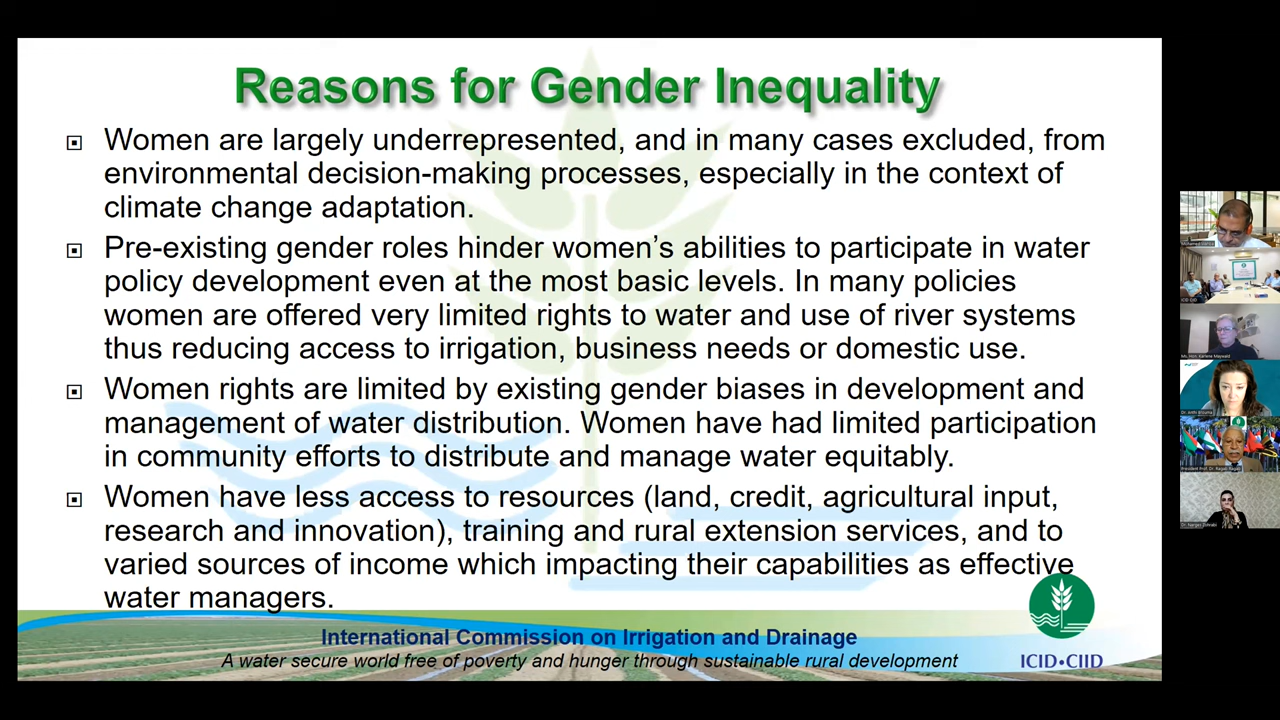 Reasons for Gender Inequality
Women are largely underrepresented, and in many cases excluded, from
environmental decision-making processes, especially in the context of
climate change adaptation.
Pre-existing gender roles hinder women’s abilities to participate in water
policy development even at the most basic levels. In many policies
women are offered very limited rights to water and use of river systems
thus reducing access to irrigation, business needs or domestic use.
Women rights are limited by existing gender biases in development and
management of water distribution. Women have had limited participation
in community efforts to distribute and manage water equitably.
Women have less access to resources (land, credit, agricultural input,
research and innovation), training and rural extension services, and to
varied sources of income which impacting their capabilities as effective
water managers.
International Commission on Irrigation and Drainage
A water secure world free of poverty and hunger through sustainable rural development
ICID•CIID
ICID CIID